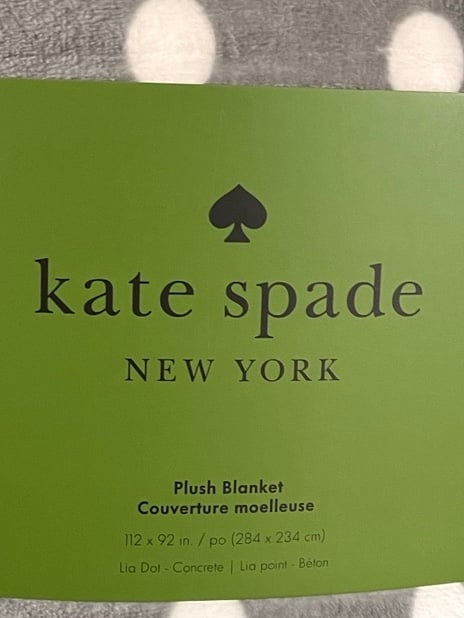 kate spade
NEW YORK
Plush Blanket
Couverture moelleuse
112 x 92 in. / po (284 x 234 cm)
Lia Dot - Concrete | Lia point - Béton